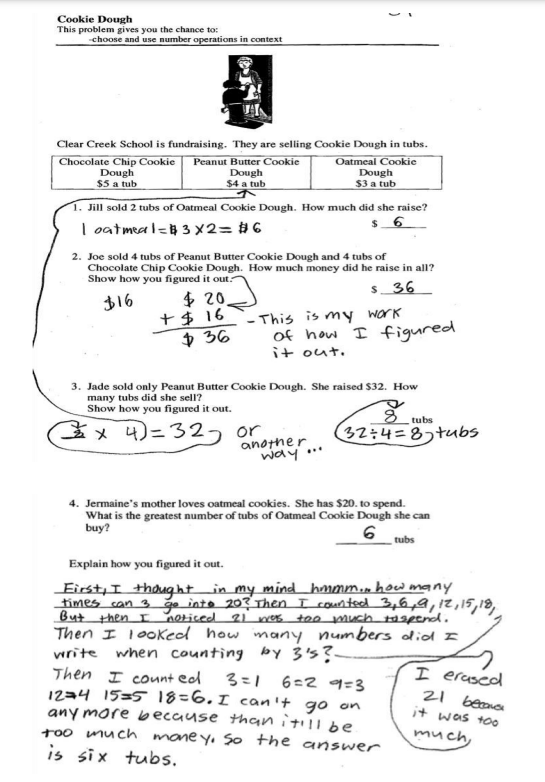 Cookie Dough
This problem gives you the chance to:
-choose and use number operations in context
Clear Creek School is fundraising. They are selling Cookie Dough in tubs.
Chocolate Chip Cookie Dough $5 a tub
Peanut Butter Cookie Dough $4 a tub
Oatmeal Cookie Dough $3 a tub
1. Jill sold 2 tubs of Oatmeal Cookie Dough. How much did she raise?
$ 6
1 oatmeal=$3x2=$6
2. Joe sold 4 tubs of Peanut Butter Cookie Dough and 4 tubs of
Chocolate Chip Cookie Dough. How much money did he raise in all?
Show how you figured it out.
$ 36
$16
$ 20
+ $ 16
$ 36
- This is my work
of how I figured
it out.
3. Jade sold only Peanut Butter Cookie Dough. She raised $32. How
many tubs did she sell?
Show how you figured it out.
8 tubs
x 4)=32
or
another
way...
32÷4=8 tubs
4. Jermaine's mother loves oatmeal cookies. She has $20. to spend.
What is the greatest number of tubs of Oatmeal Cookie Dough she can
buy?
6 tubs
Explain how you figured it out.
First, I thought in my mind hmmm... how many
times can 3 go into 20? Then I counted 3,6,9,12,15,18,
But then I noticed 21 was too much to spend.
Then I looked how many numbers did I
write when counting by 3's?
Then I counted 3=1 6=2 9=3
12=4 15=5 18=6. I can't go on
any more because than it'll be
too much money. So the answer
is six tubs.
I erased
21 because
it was too
much,